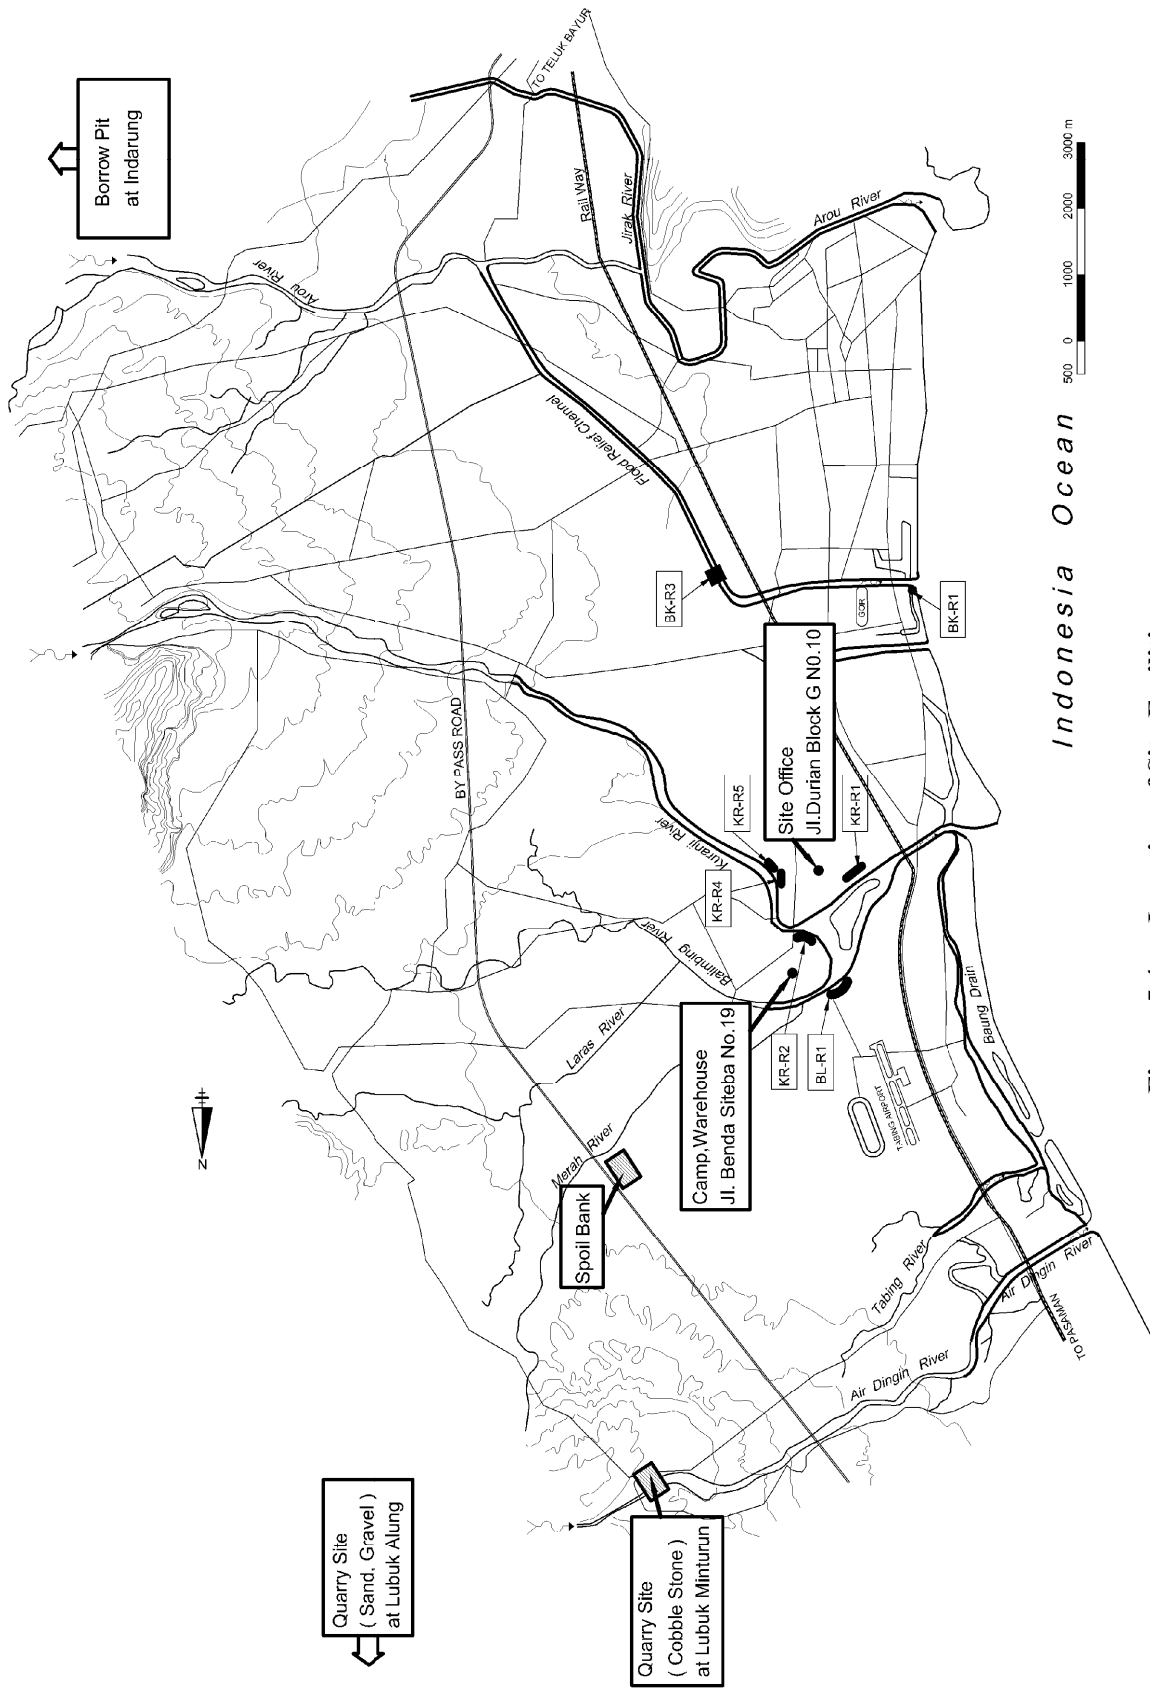 Quarry Site
( Sand, Gravel )
at Lubuk Alung
Borrow Pit
at Indarung
N
TO TELUK BAYUR
Arou River
Rail Way
Jirak River
Arou River
Flood Relief Channel
BY PASS ROAD
Kuranji River
Balimbing River
Laras River
Merah River
Spoil Bank
BK-R3
GOR
BK-R1
Site Office
Jl.Durian Block G N0.10
KR-R5
KR-R4
KR-R1
Camp,Warehouse
Jl. Benda Siteba No.19
KR-R2
BL-R1
TABING AIRPORT
Baung Drain
Tabing River
Air Dingin River
Air Dingin River
TO PASAMAN
Quarry Site
( Cobble Stone )
at Lubuk Minturun
Indonesia Ocean
500 0 1000 2000 3000 m